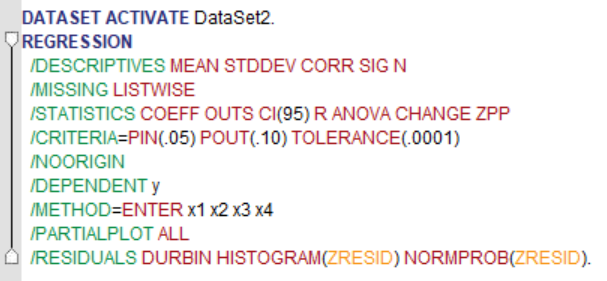 DATASET ACTIVATE DataSet2.
REGRESSION
/DESCRIPTIVES MEAN STDDEV CORR SIG N
/MISSING LISTWISE
/STATISTICS COEFF OUTS CI(95) R ANOVA CHANGE ZPP
/CRITERIA=PIN(.05) POUT(.10) TOLERANCE(.0001)
/NOORIGIN
/DEPENDENT y
/METHOD=ENTER x1 x2 x3 x4
/PARTIALPLOT ALL
/RESIDUALS DURBIN HISTOGRAM(ZRESID) NORMPROB(ZRESID).